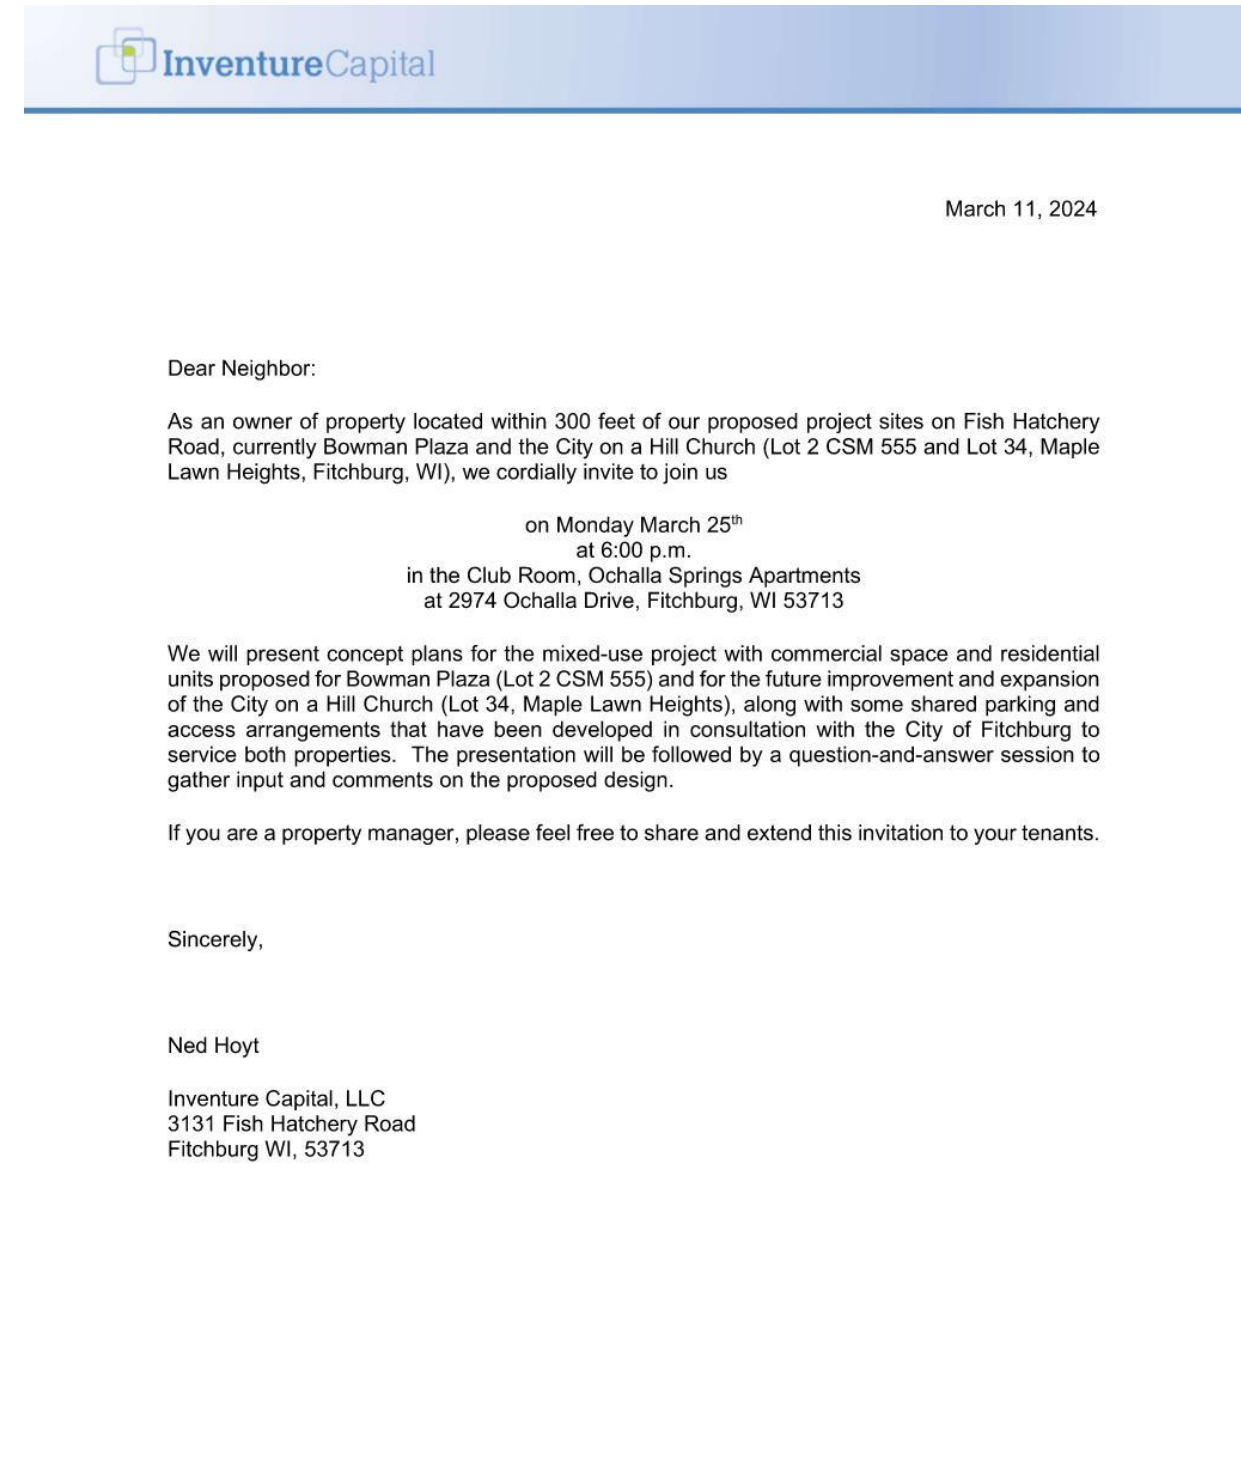 InventureCapital
March 11, 2024
Dear Neighbor:
As an owner of property located within 300 feet of our proposed project sites on Fish Hatchery
Road, currently Bowman Plaza and the City on a Hill Church (Lot 2 CSM 555 and Lot 34, Maple
Lawn Heights, Fitchburg, WI), we cordially invite to join us
on Monday March 25th
at 6:00 p.m.
in the Club Room, Ochalla Springs Apartments
at 2974 Ochalla Drive, Fitchburg, WI 53713
We will present concept plans for the mixed-use project with commercial space and residential
units proposed for Bowman Plaza (Lot 2 CSM 555) and for the future improvement and expansion
of the City on a Hill Church (Lot 34, Maple Lawn Heights), along with some shared parking and
access arrangements that have been developed in consultation with the City of Fitchburg to
service both properties.  The presentation will be followed by a question-and-answer session to
gather input and comments on the proposed design.
If you are a property manager, please feel free to share and extend this invitation to your tenants.
Sincerely,
Ned Hoyt
Inventure Capital, LLC
3131 Fish Hatchery Road
Fitchburg WI, 53713